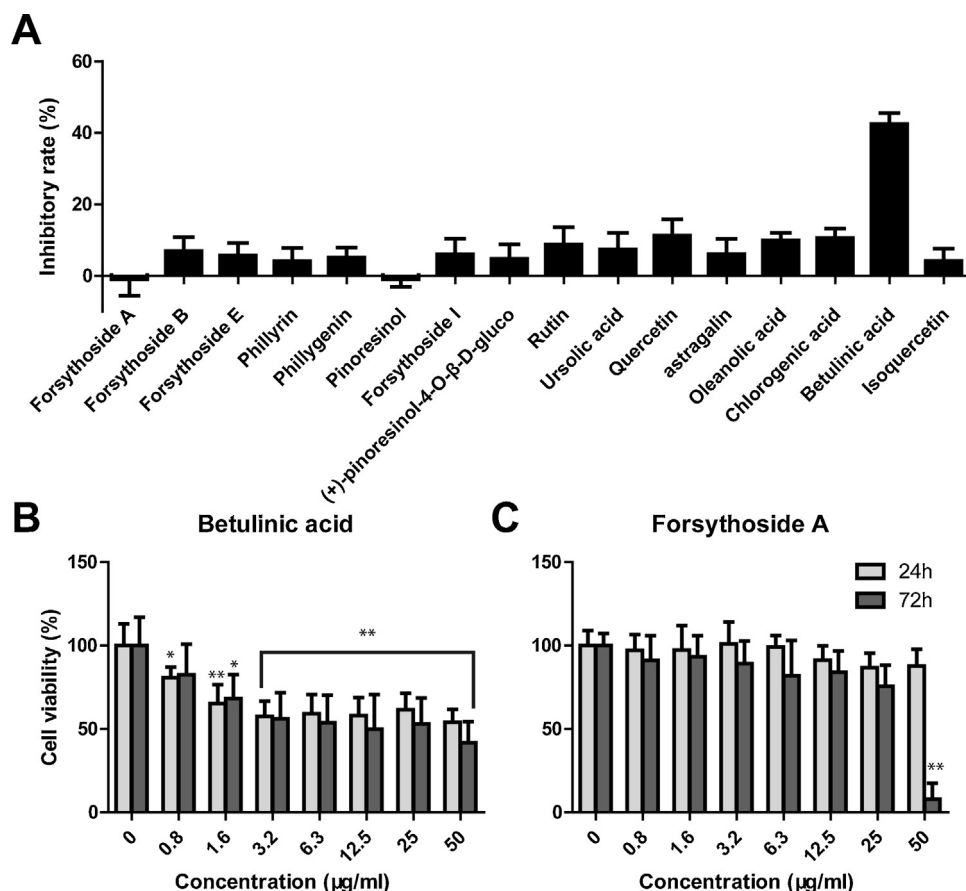 A
Inhibitory rate (%)
60
40
20
0
Forsythoside A
Forsythoside B
Forsythoside E
Phillyrin
Phillygenin
Pinoresinol
Forsythoside I
(+)-pinoresinol-4-O-β-D-gluco
Rutin
Ursolic acid
Quercetin
astragalin
Oleanolic acid
Chlorogenic acid
Betulinic acid
Isoquercetin
B
Betulinic acid
Cell viability (%)
150
100
50
0
*
**
*
**
0
0.8
1.6
3.2
6.3
12.5
25
50
Concentration (µg/ml)
C
Forsythoside A
24h
72h
150
100
50
0
**
0
0.8
1.6
3.2
6.3
12.5
25
50
Concentration (µg/ml)